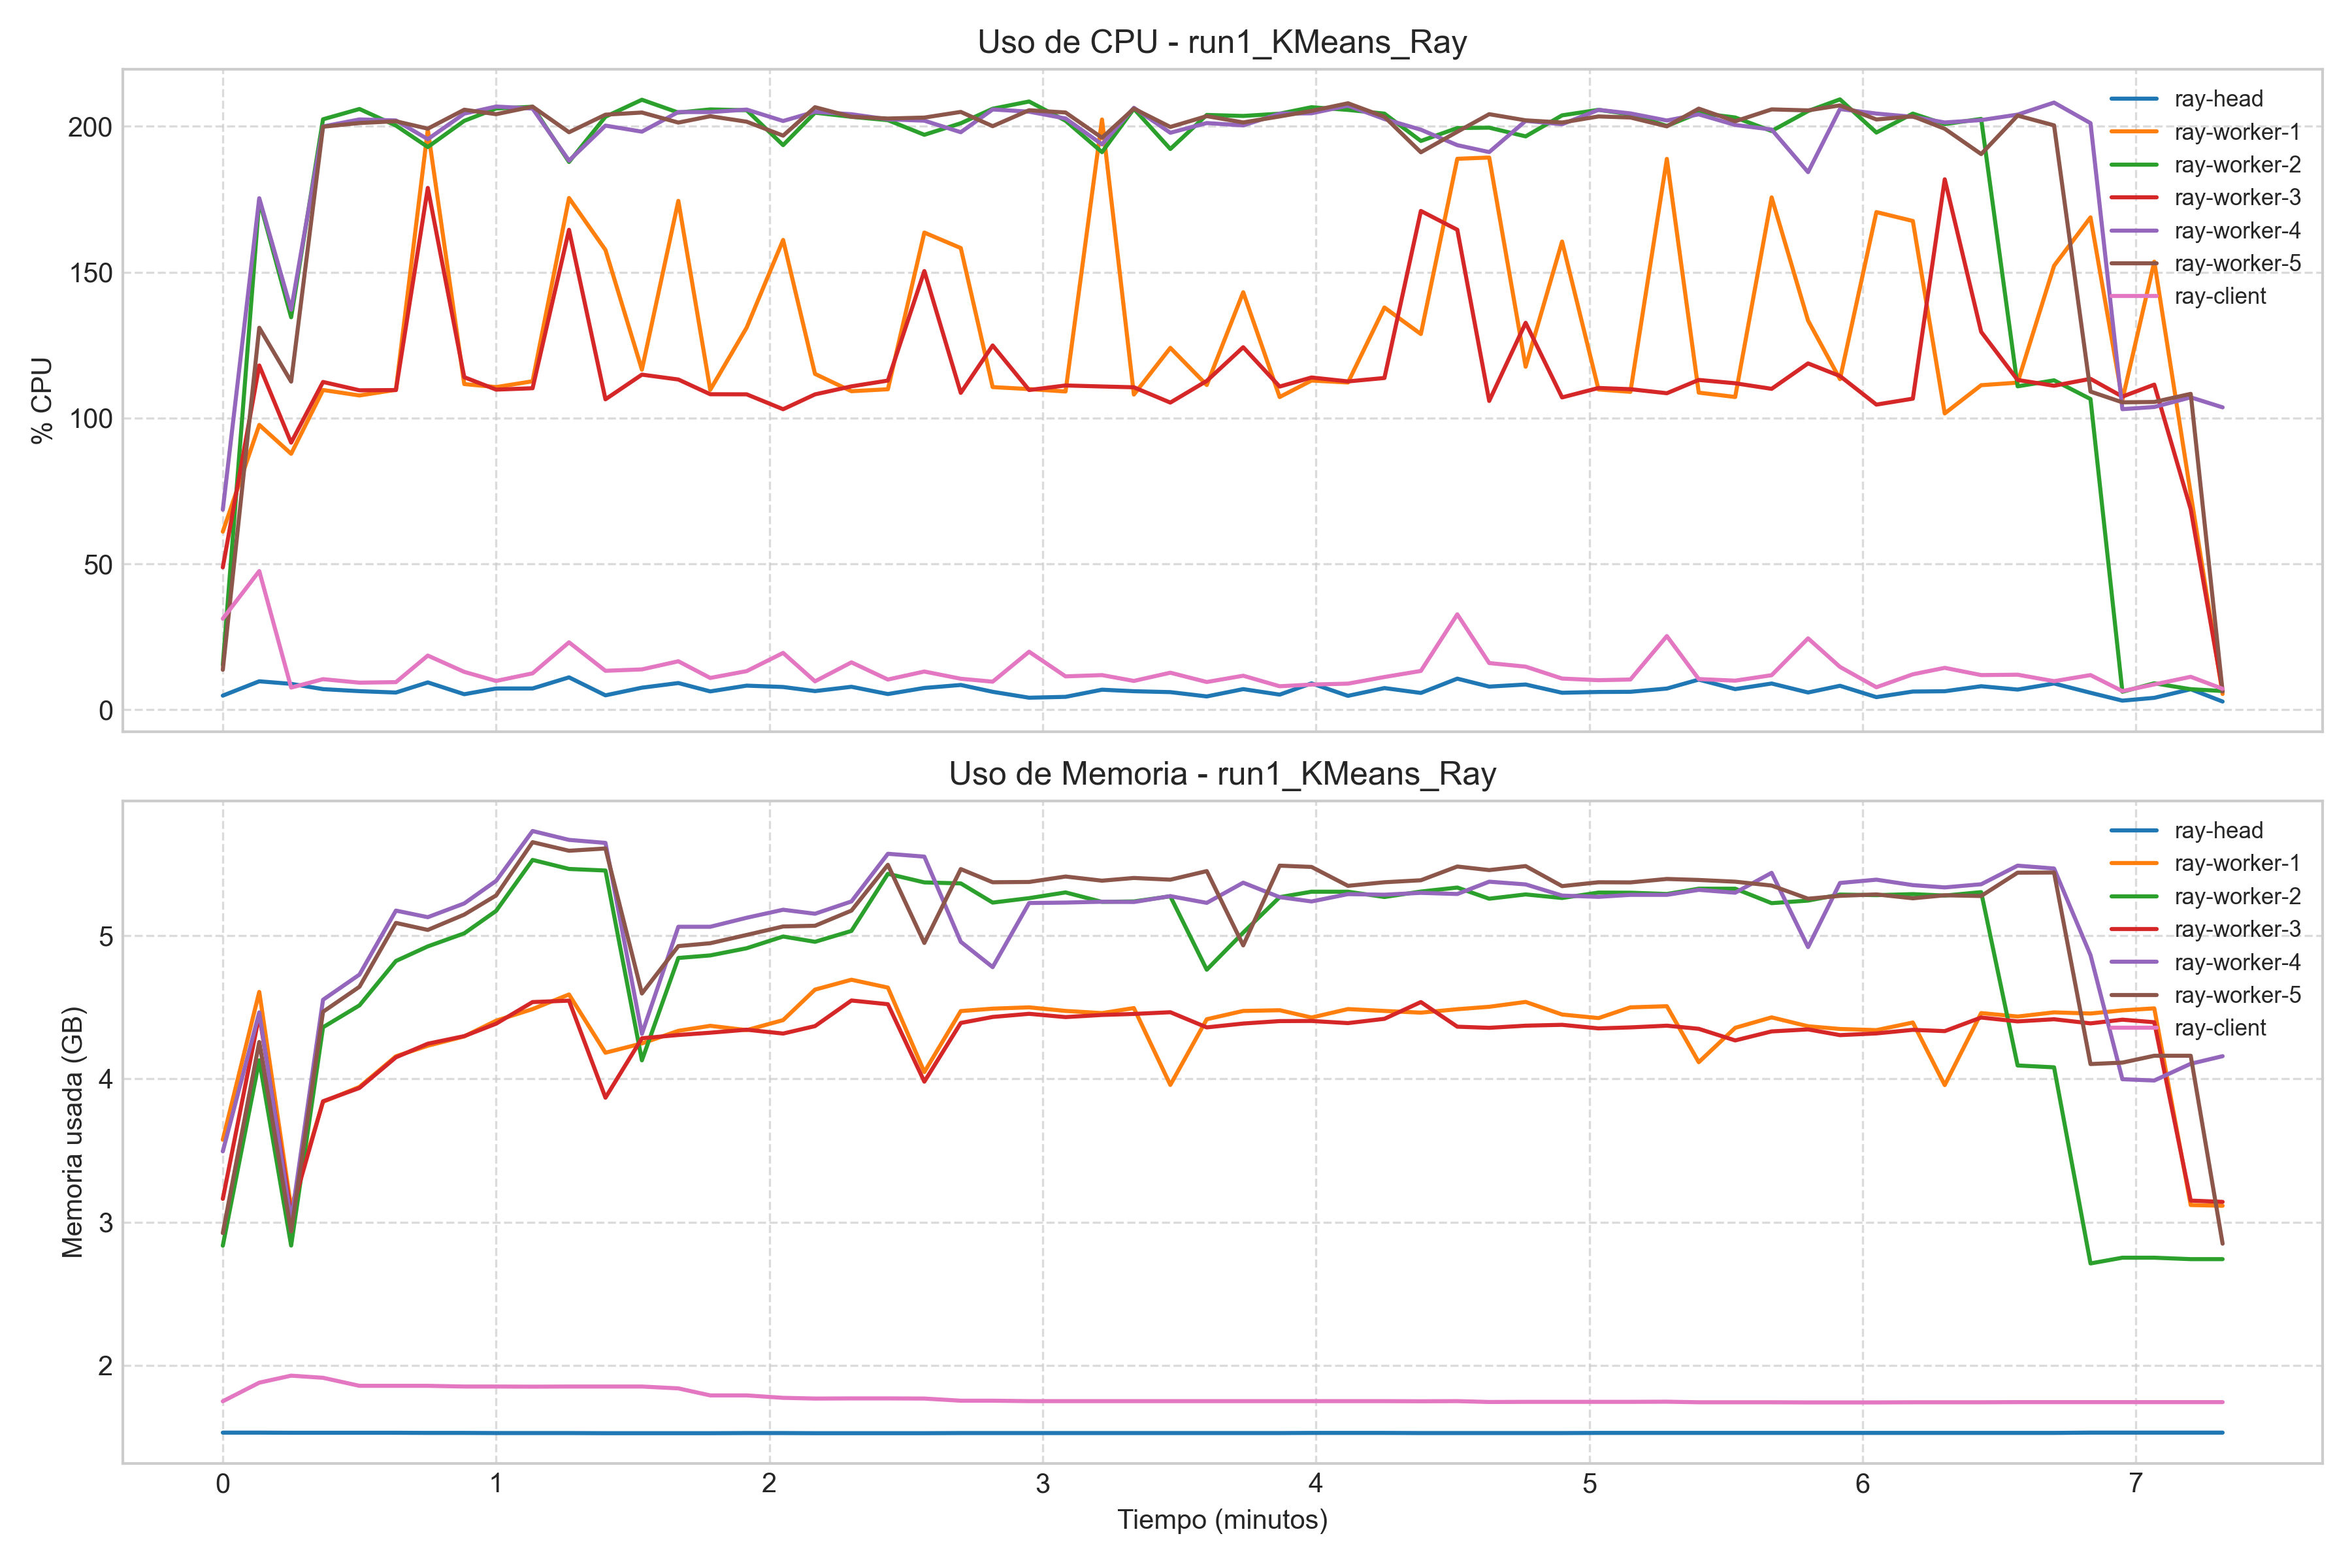 Uso de CPU - run1_KMeans_Ray
% CPU
200
150
100
50
0
ray-head
ray-worker-1
ray-worker-2
ray-worker-3
ray-worker-4
ray-worker-5
ray-client
Uso de Memoria - run1_KMeans_Ray
Memoria usada (GB)
5
4
3
2
ray-head
ray-worker-1
ray-worker-2
ray-worker-3
ray-worker-4
ray-worker-5
ray-client
0 1 2 3 4 5 6 7
Tiempo (minutos)